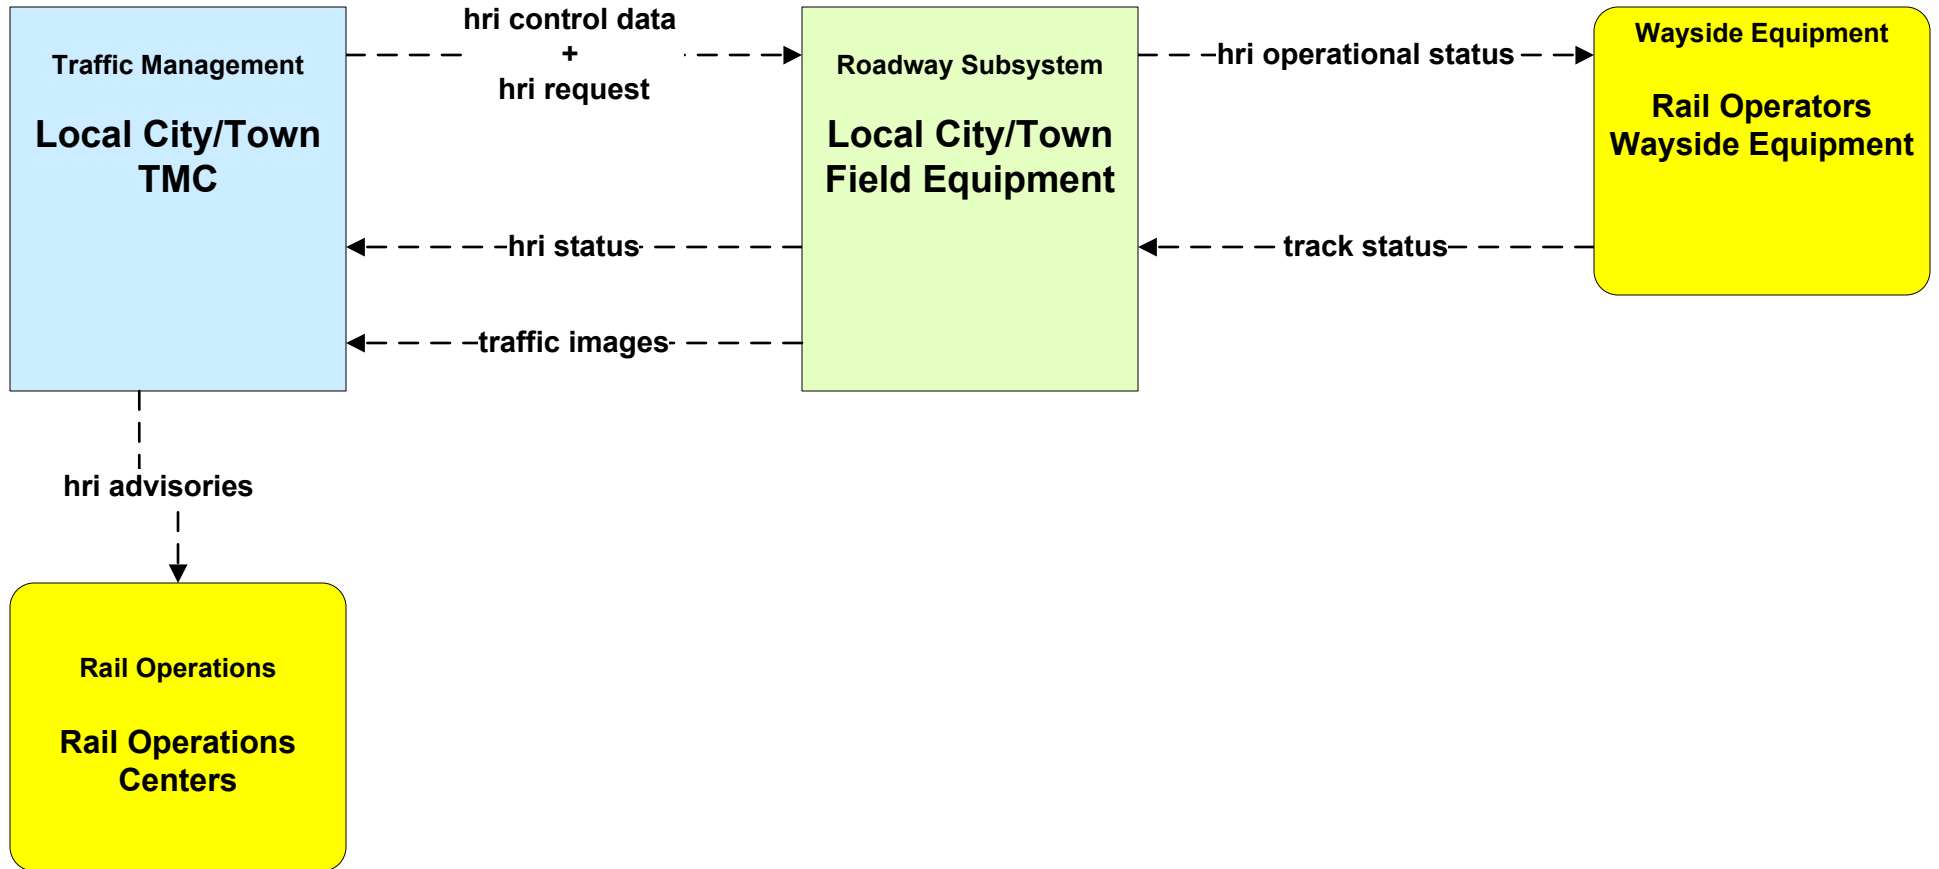 Traffic Management
Local City/Town
TMC
hri control data
+
hri request
Roadway Subsystem
Local City/Town
Field Equipment
hri operational status
Wayside Equipment
Rail Operators
Wayside Equipment
hri status
track status
traffic images
hri advisories
Rail Operations
Rail Operations
Centers